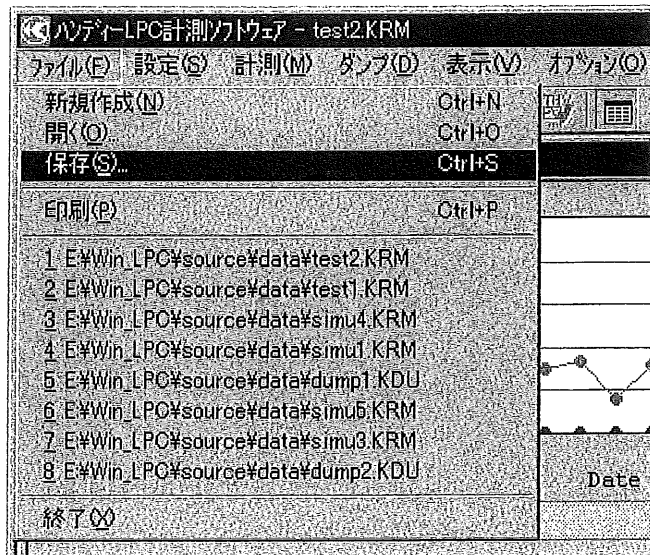 ハンディーLPC計測ソフトウェア - test2.KRM
ファイル(F) 設定(S) 計測(M) ダンプ(D) 表示(V) オプション(O)
新規作成(N) Ctrl+N
開く(O) Ctrl+O
保存(S)... Ctrl+S
印刷(P) Ctrl+P
1 E¥Win_LPC¥source¥data¥test2.KRM
2 E¥Win_LPC¥source¥data¥test1.KRM
3 E¥Win_LPC¥source¥data¥simu4.KRM
4 E¥Win_LPC¥source¥data¥simu1.KRM
5 E¥Win_LPC¥source¥data¥dump1.KDU
6 E¥Win_LPC¥source¥data¥simu5.KRM
7 E¥Win_LPC¥source¥data¥simu3.KRM
8 E¥Win_LPC¥source¥data¥dump2.KDU
終了(X)
Date